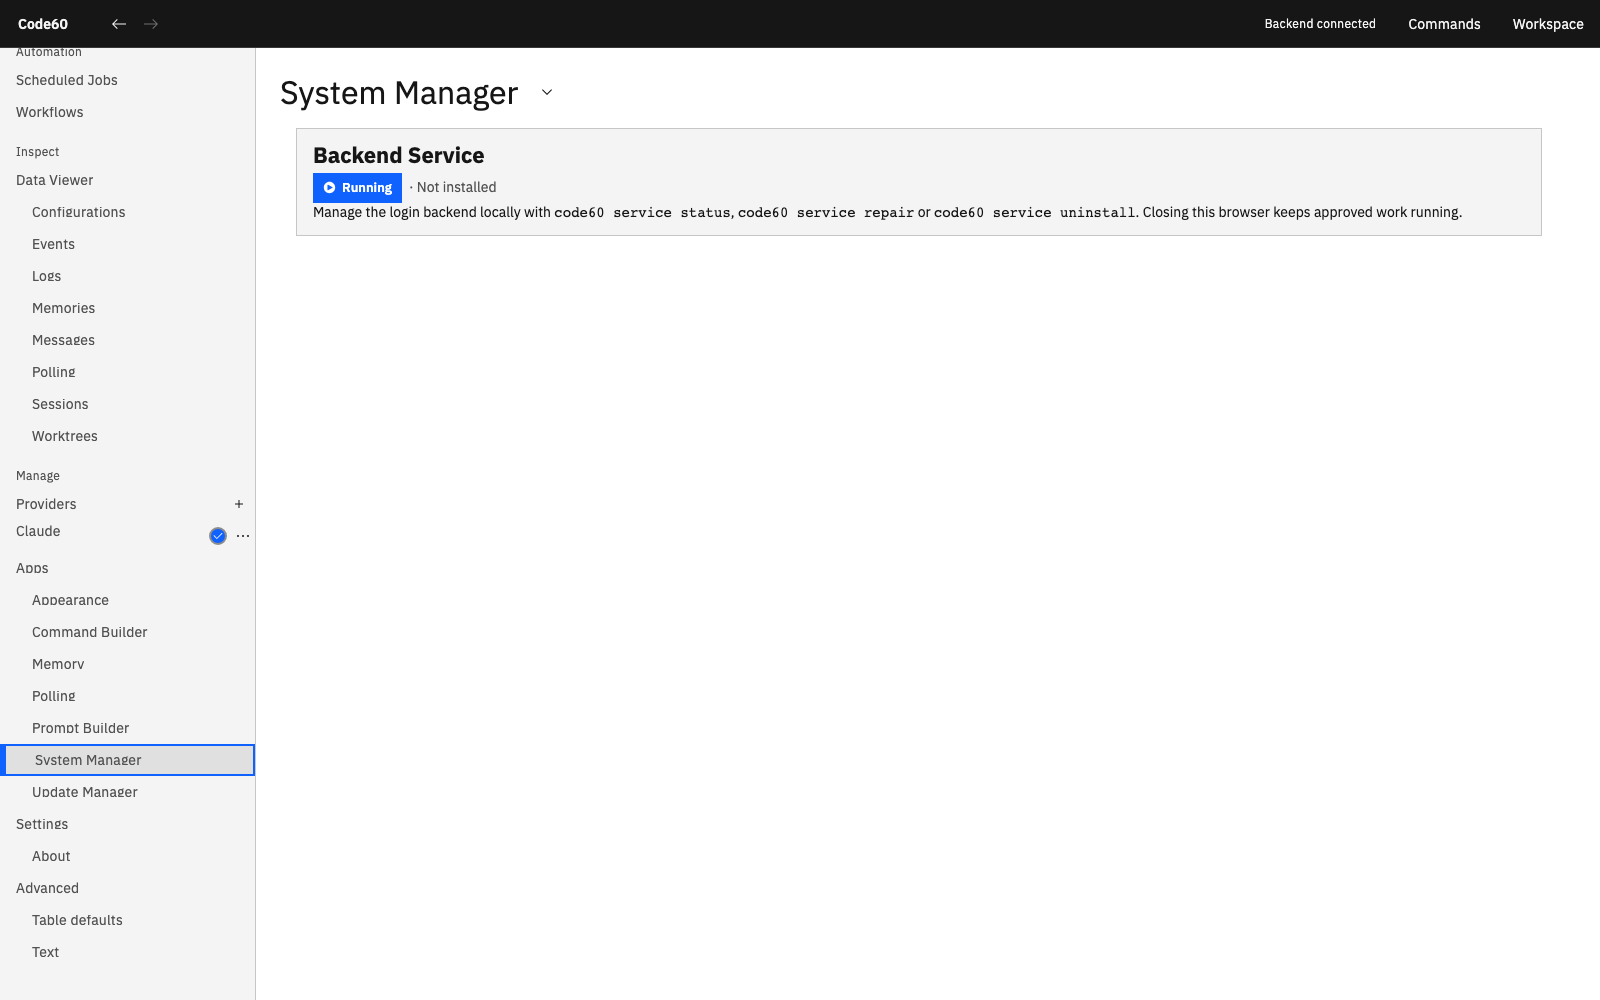 Code60
Backend connected
Commands
Workspace
Automation
Scheduled Jobs
Workflows
Inspect
Data Viewer
Configurations
Events
Logs
Memories
Messages
Polling
Sessions
Worktrees
Manage
Providers
Claude
Apps
Appearance
Command Builder
Memory
Polling
Prompt Builder
System Manager
Update Manager
Settings
About
Advanced
Table defaults
Text
System Manager
Backend Service
Running · Not installed
Manage the login backend locally with code60 service status, code60 service repair or code60 service uninstall. Closing this browser keeps approved work running.